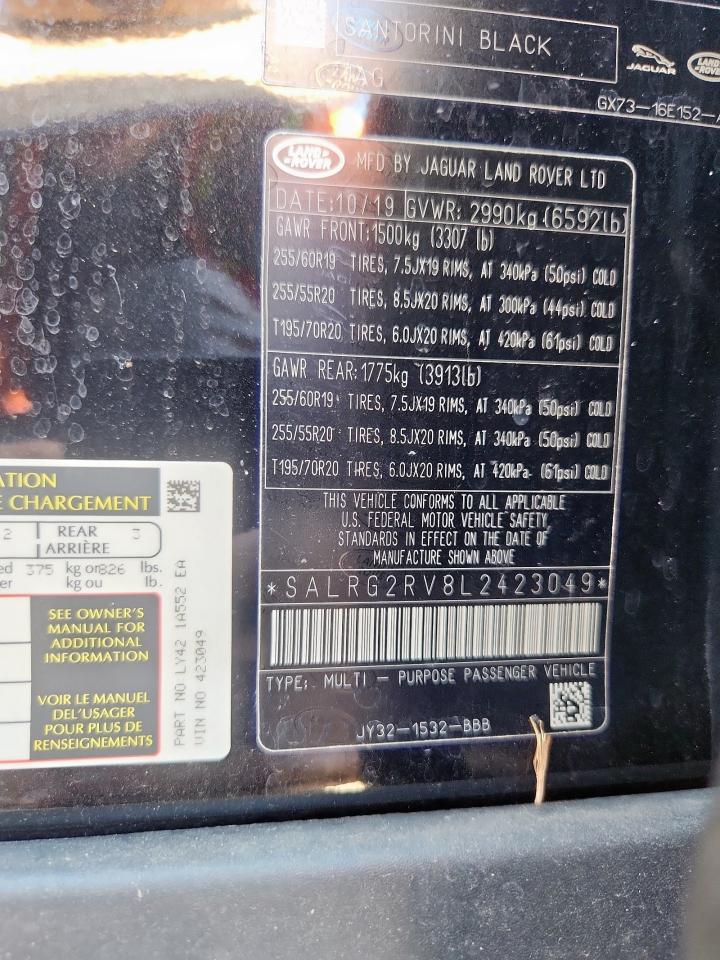 SANTORINI BLACK
1AG
JAGUAR
LAND ROVER
GX73-16E152-A
LAND ROVER
MFD BY JAGUAR LAND ROVER LTD
DATE:10/19 GVWR: 2990kg (6592lb)
GAWR FRONT:1500kg (3307 lb)
255/60R19 TIRES, 7.5JX19 RIMS, AT 340kPa (50psi) COLD
255/55R20 TIRES, 8.5JX20 RIMS, AT 300kPa (44psi) COLD
T195/70R20 TIRES, 6.0JX20 RIMS, AT 420kPa (61psi) COLD
GAWR REAR:1775kg (3913lb)
255/60R19 TIRES, 7.5JX19 RIMS, AT 340kPa (50psi) COLD
255/55R20 TIRES, 8.5JX20 RIMS, AT 340kPa (50psi) COLD
T195/70R20 TIRES, 6.0JX20 RIMS, AT 420kPa (61psi) COLD
THIS VEHICLE CONFORMS TO ALL APPLICABLE
U.S. FEDERAL MOTOR VEHICLE SAFETY,
STANDARDS IN EFFECT ON THE DATE OF
MANUFACTURE SHOWN ABOVE
*SALRG2RV8L2423049*
TYPE: MULTI - PURPOSE PASSENGER VEHICLE
JY32-1532-BBB
ATION
E CHARGEMENT
2 REAR 3
ARRIÈRE
ed 375 kg or 826 lbs.
er kg ou lb.
SEE OWNER'S
MANUAL FOR
ADDITIONAL
INFORMATION
VOIR LE MANUEL
DEL'USAGER
POUR PLUS DE
RENSEIGNEMENTS
PART NO LY42 1A552 EA
VIN NO 423049